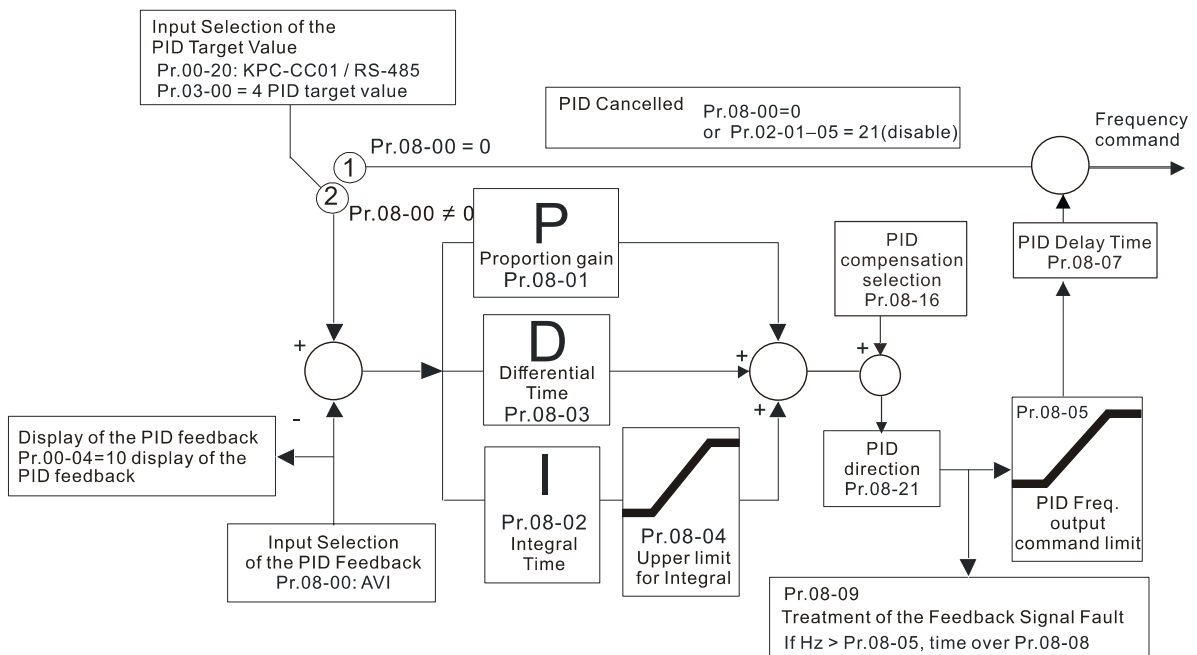 Input Selection of the
PID Target Value
Pr.00-20: KPC-CC01 / RS-485
Pr.03-00 = 4 PID target value
PID Cancelled
Pr.08-00=0
or Pr.02-01–05 = 21(disable)
Frequency
command
Pr.08-00 = 0
1
2
Pr.08-00 ≠ 0
P
Proportion gain
Pr.08-01
PID
compensation
selection
Pr.08-16
PID Delay Time
Pr.08-07
+
D
Differential
Time
Pr.08-03
+
+
+
-
Display of the PID feedback
Pr.00-04=10 display of the
PID feedback
Input Selection
of the PID Feedback
Pr.08-00: AVI
I
Pr.08-02
Integral
Time
Pr.08-04
Upper limit
for Integral
PID
direction
Pr.08-21
Pr.08-05
PID Freq.
output
command limit
Pr.08-09
Treatment of the Feedback Signal Fault
If Hz > Pr.08-05, time over Pr.08-08